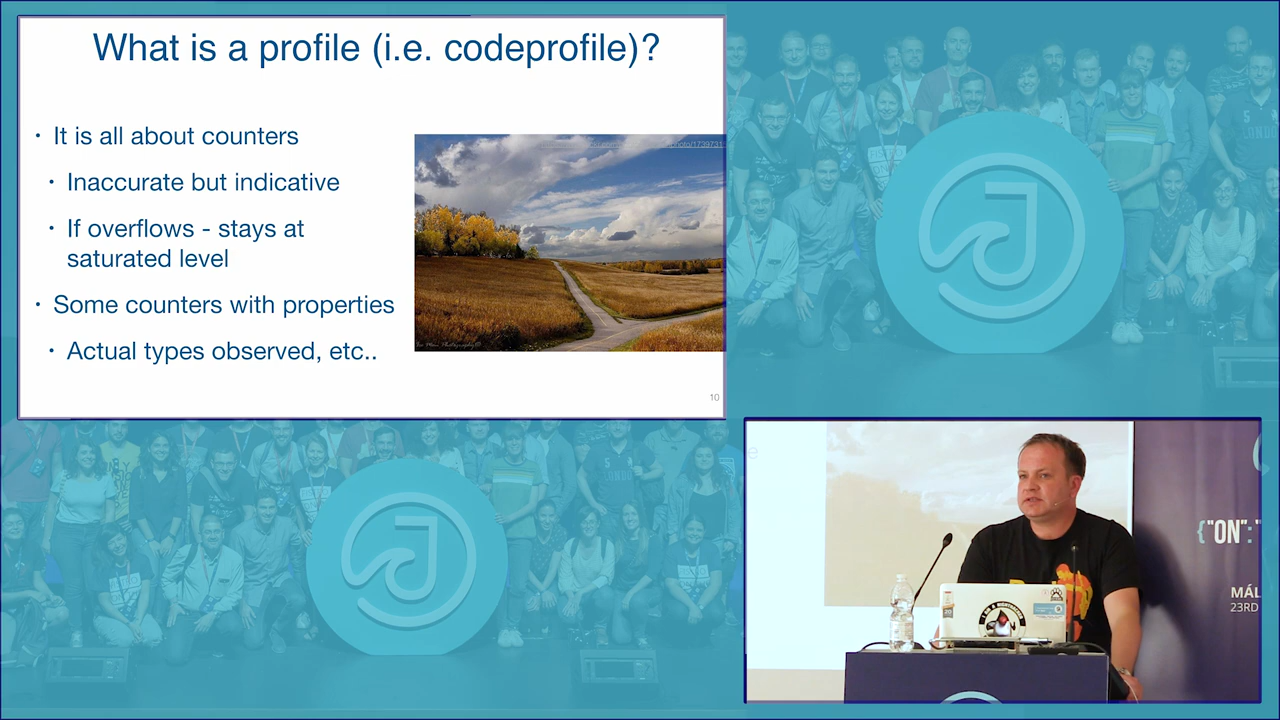 What is a profile (i.e. codeprofile)?
• It is all about counters
• Inaccurate but indicative
• If overflows - stays at
saturated level
• Some counters with properties
• Actual types observed, etc..
10
{"ON":"
MÁL
23RD